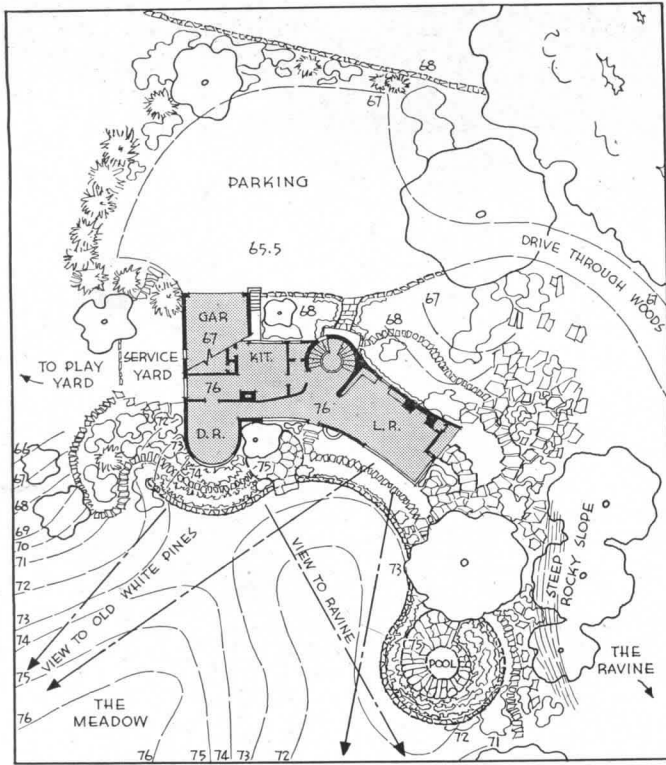 68
67
PARKING
65.5
DRIVE THROUGH WOODS
67
67
68
68
GAR
67
KIT.
TO PLAY
YARD
SERVICE
YARD
76
76
L.R.
D.R.
72
74
75
66
67
68
69
70
71
72
73
74
75
76
VIEW TO OLD WHITE PINES
VIEW TO RAVINE
73
STEEP
ROCKY SLOPE
75
POOL
THE
RAVINE
THE
MEADOW
76
75
74
73
72
72
71